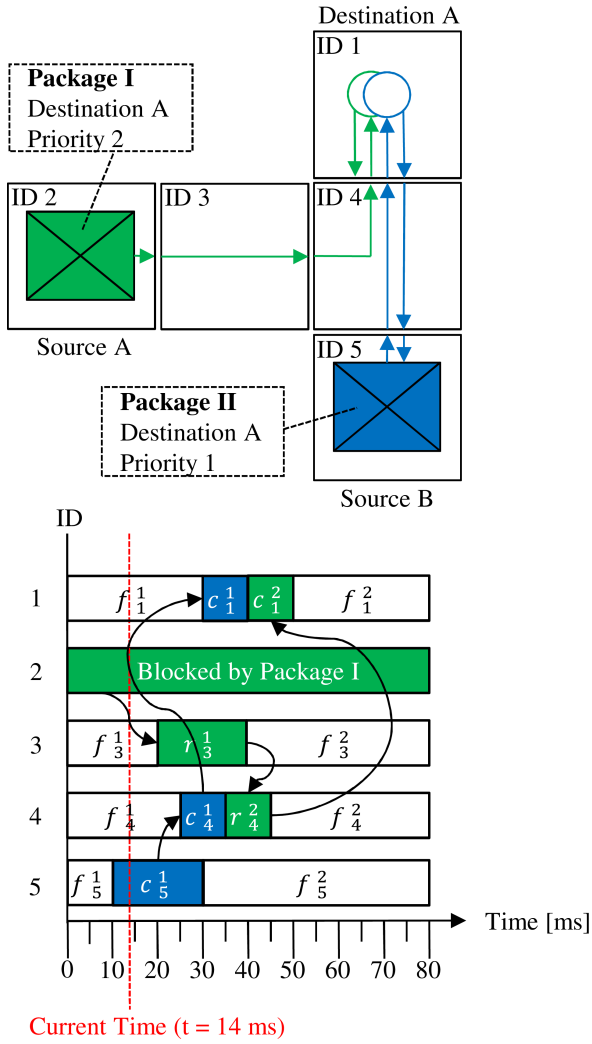 Destination A
ID 1
Package I
Destination A
Priority 2
ID 2
ID 3
ID 4
Source A
ID 5
Package II
Destination A
Priority 1
Source B
ID
1
f 1 1
c 1 1
c 2 1
f 2 1
2
Blocked by Package I
3
f 1 3
r 1 3
f 2 3
4
f 1 4
c 1 4
r 2 4
f 2 4
5
f 1 5
c 1 5
f 2 5
Time [ms]
0 10 20 30 40 50 60 70 80
Current Time (t = 14 ms)